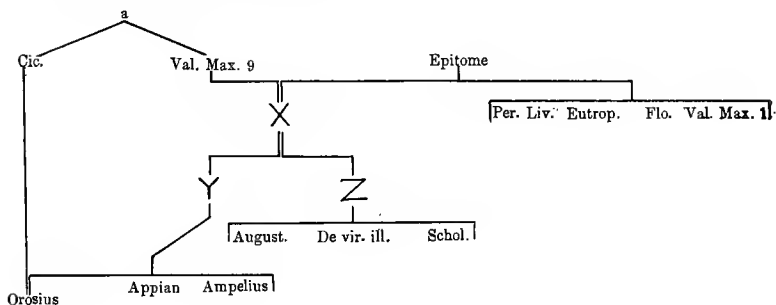 a
Cic. Val. Max. 9 Epitome
Per. Liv. Eutrop. Flo. Val. Max. 1.
X
Y Z
August. De vir. ill. Schol.
Orosius Appian Ampelius